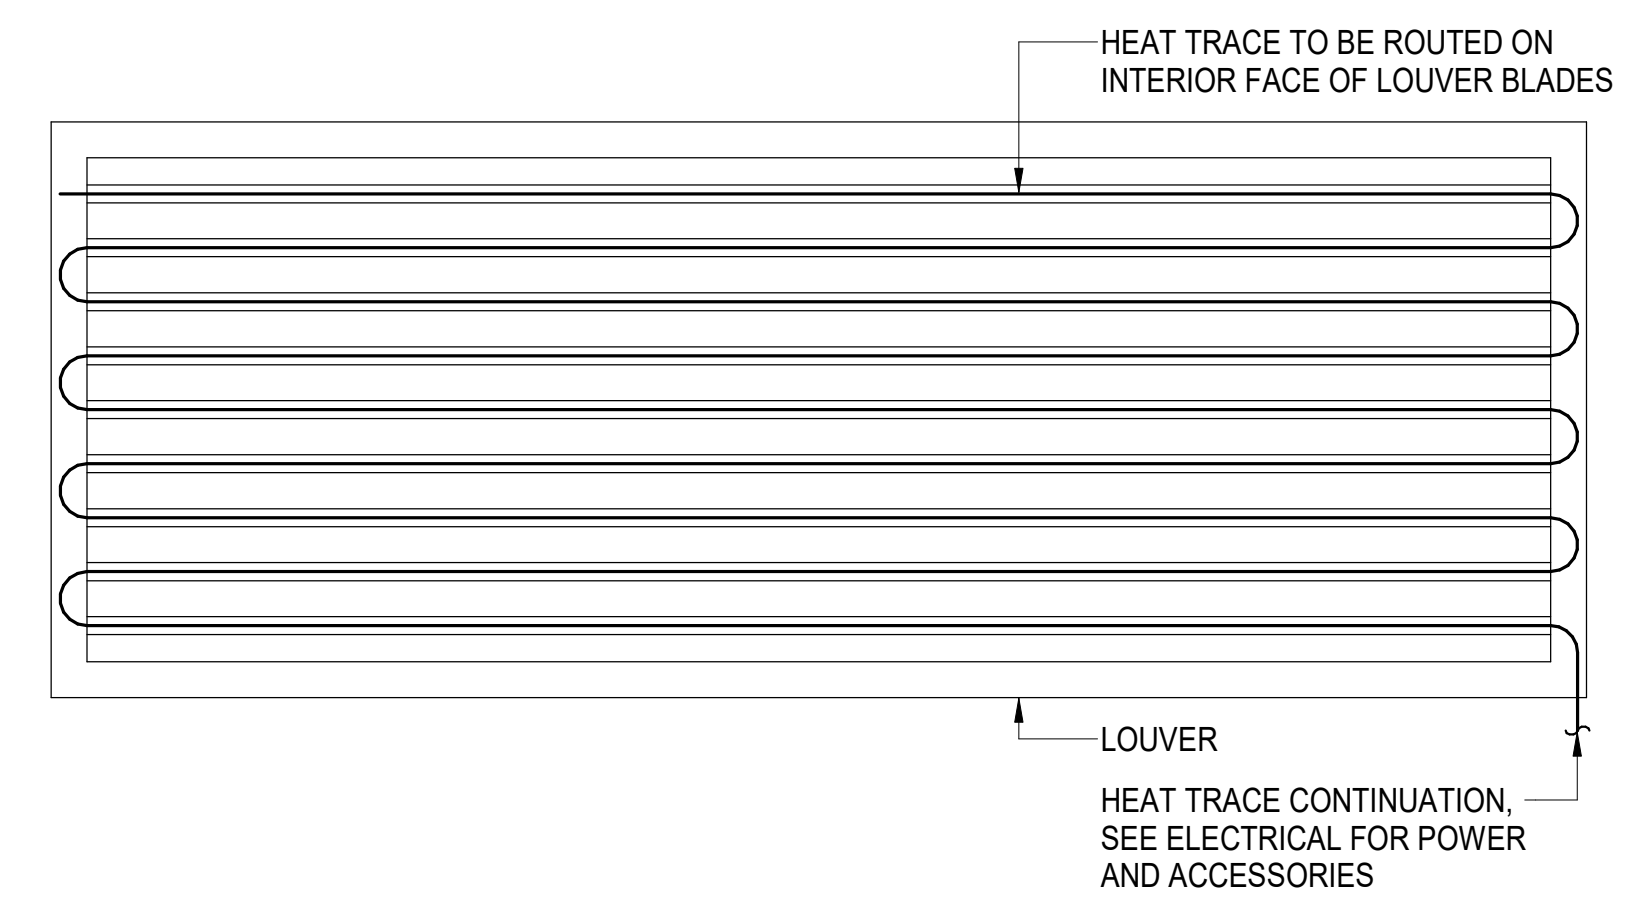 HEAT TRACE TO BE ROUTED ON
INTERIOR FACE OF LOUVER BLADES
LOUVER
HEAT TRACE CONTINUATION,
SEE ELECTRICAL FOR POWER
AND ACCESSORIES